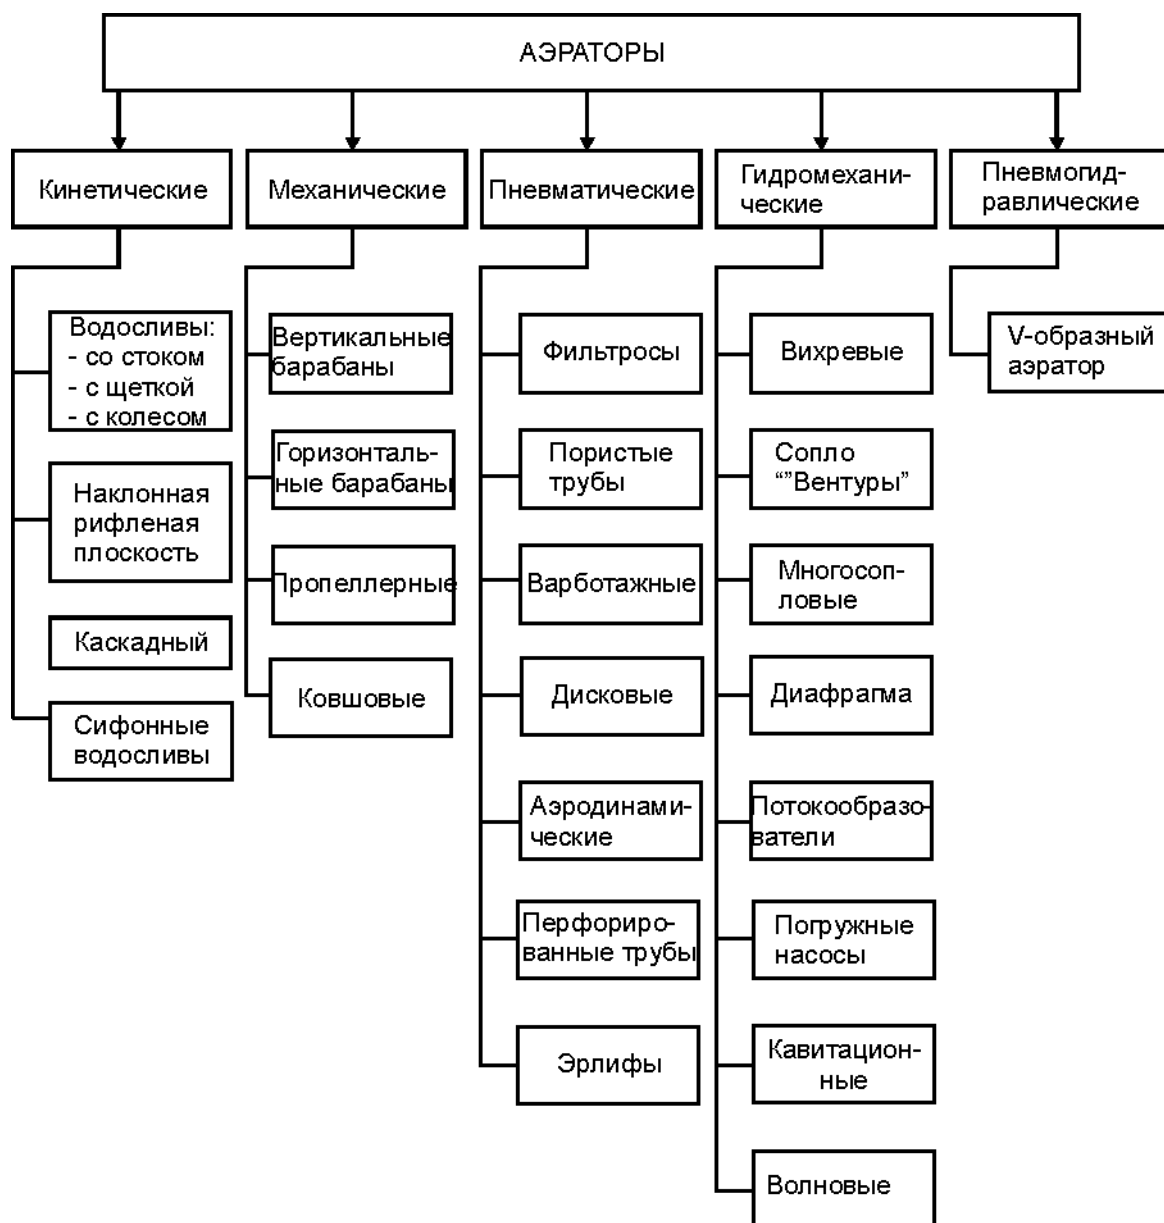 АЭРАТОРЫ
Кинетические
Механические
Пневматические
Гидромехани-
ческие
Пневмогид-
равлические
Водосливы:
- со стоком
- с щеткой
- с колесом
Наклонная
рифленая
плоскость
Каскадный
Сифонные
водосливы
Вертикальные
барабаны
Горизонталь-
ные барабаны
Пропеллерные
Ковшовые
Фильтросы
Пористые
трубы
Варботажные
Дисковые
Аэродинами-
ческие
Перфориро-
ванные трубы
Эрлифы
Вихревые
Сопло
“”Вентуры”
Многосоп-
ловые
Диафрагма
Потокообразо-
ватели
Погружные
насосы
Кавитацион-
ные
Волновые
V-образный
аэратор